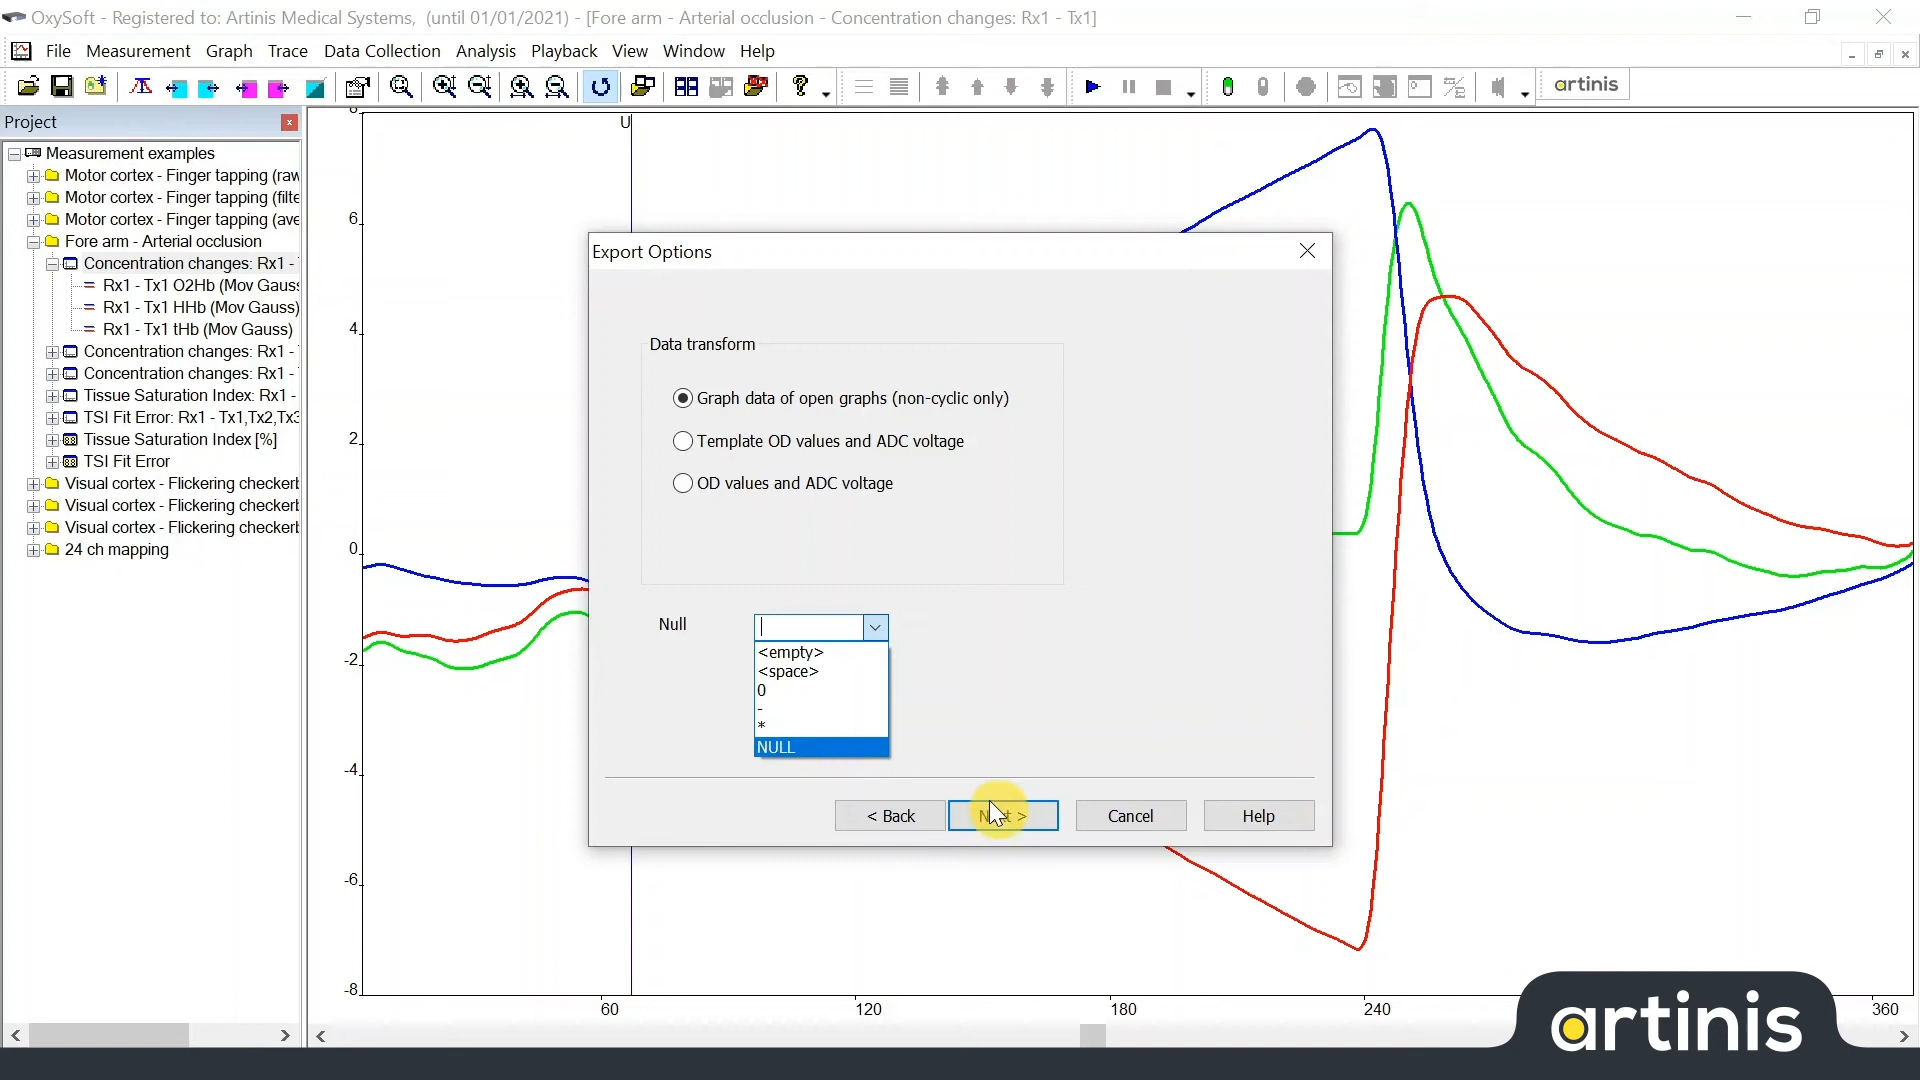 OxySoft - Registered to: Artinis Medical Systems, (until 01/01/2021) - [Fore arm - Arterial occlusion - Concentration changes: Rx1 - Tx1]
File Measurement Graph Trace Data Collection Analysis Playback View Window Help
artinis
Project
Measurement examples
Motor cortex - Finger tapping (raw
Motor cortex - Finger tapping (filte
Motor cortex - Finger tapping (ave
Fore arm - Arterial occlusion
Concentration changes: Rx1 -
Rx1 - Tx1 O2Hb (Mov Gauss
Rx1 - Tx1 HHb (Mov Gauss)
Rx1 - Tx1 tHb (Mov Gauss)
Concentration changes: Rx1 -
Concentration changes: Rx1 -
Tissue Saturation Index: Rx1 -
TSI Fit Error: Rx1 - Tx1,Tx2,Tx3
Tissue Saturation Index [%]
TSI Fit Error
Visual cortex - Flickering checkerb
Visual cortex - Flickering checkerb
Visual cortex - Flickering checkerb
24 ch mapping
U
8
6
4
2
0
-2
-4
-6
-8
60
120
180
240
360
Export Options
Data transform
Graph data of open graphs (non-cyclic only)
Template OD values and ADC voltage
OD values and ADC voltage
Null
<empty>
<space>
0
-
*
NULL
< Back
Next >
Cancel
Help
artinis